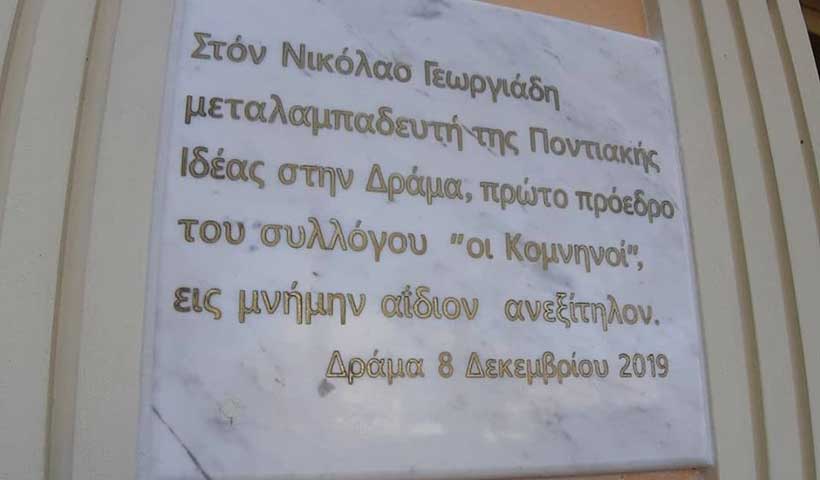 Στόν Νικόλαο Γεωργιάδη
μεταλαμπαδευτή της Ποντιακής
Ιδέας στην Δράμα, πρώτο πρόεδρο
του συλλόγου "οι Κομνηνοί",
εις μνήμην αΐδιον ανεξίτηλον.
Δράμα 8 Δεκεμβρίου 2019